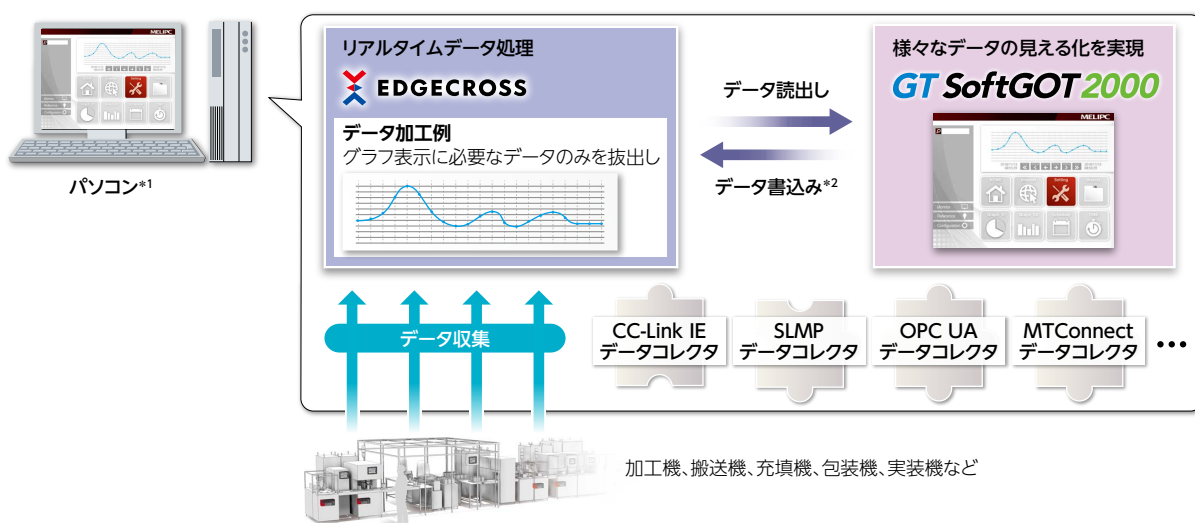 MELIPC
パソコン*1
リアルタイムデータ処理
EDGECROSS
データ加工例
グラフ表示に必要なデータのみを抜出し
データ読出し
データ書込み*2
様々なデータの見える化を実現
GT SoftGOT2000
MELIPC
Setting
データ収集
CC-Link IE
データコレクタ
SLMP
データコレクタ
OPC UA
データコレクタ
MTConnect
データコレクタ
•••
加工機、搬送機、充填機、包装機、実装機など